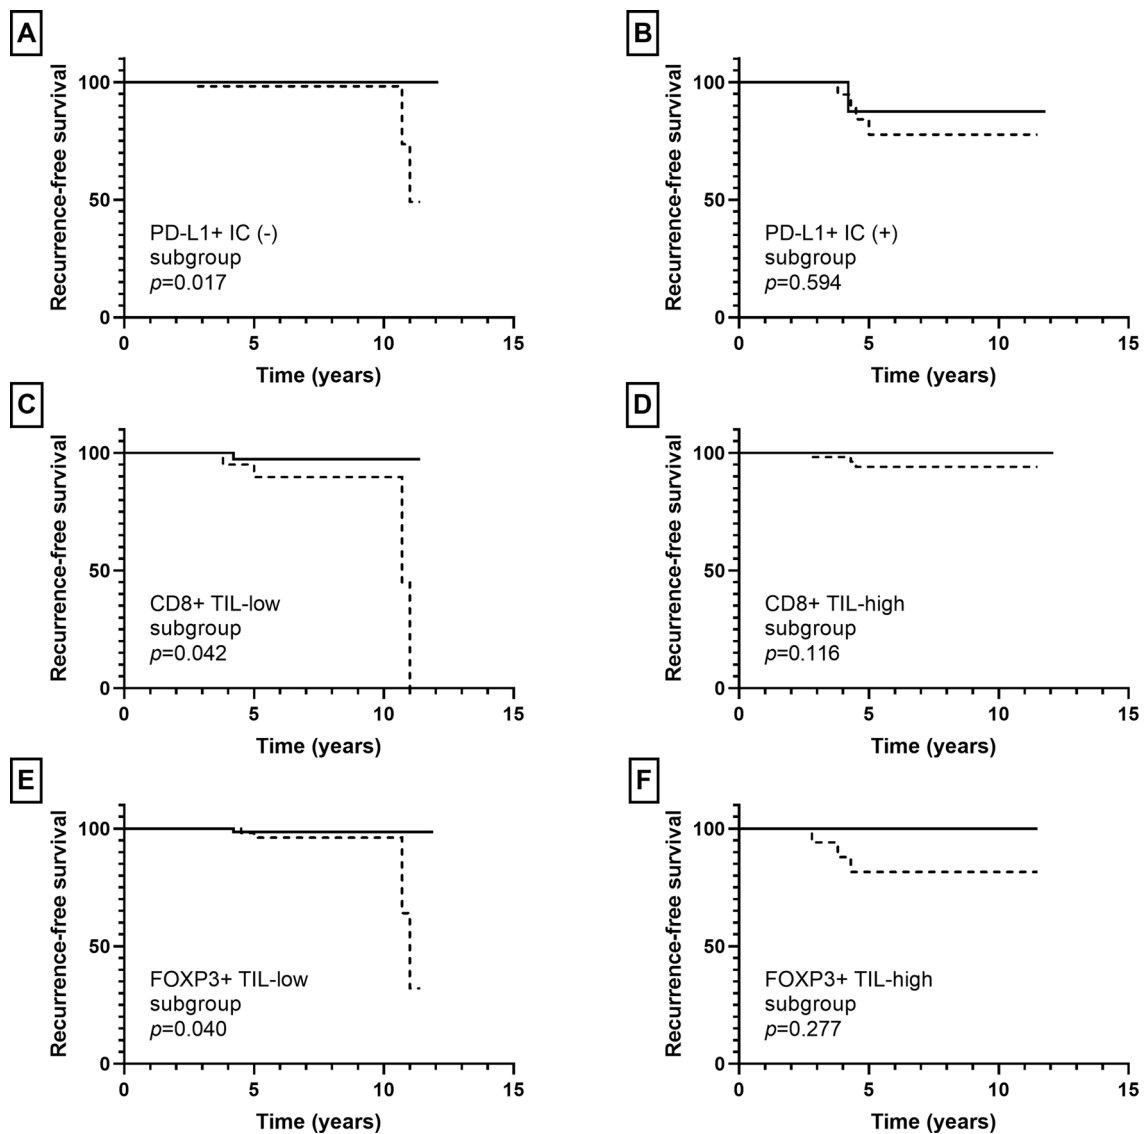 A
Recurrence-free survival
100
50
0
PD-L1+ IC (-)
subgroup
p=0.017
0 5 10 15
Time (years)
B
Recurrence-free survival
100
50
0
PD-L1+ IC (+)
subgroup
p=0.594
0 5 10 15
Time (years)
C
Recurrence-free survival
100
50
0
CD8+ TIL-low
subgroup
p=0.042
0 5 10 15
Time (years)
D
Recurrence-free survival
100
50
0
CD8+ TIL-high
subgroup
p=0.116
0 5 10 15
Time (years)
E
Recurrence-free survival
100
50
0
FOXP3+ TIL-low
subgroup
p=0.040
0 5 10 15
Time (years)
F
Recurrence-free survival
100
50
0
FOXP3+ TIL-high
subgroup
p=0.277
0 5 10 15
Time (years)